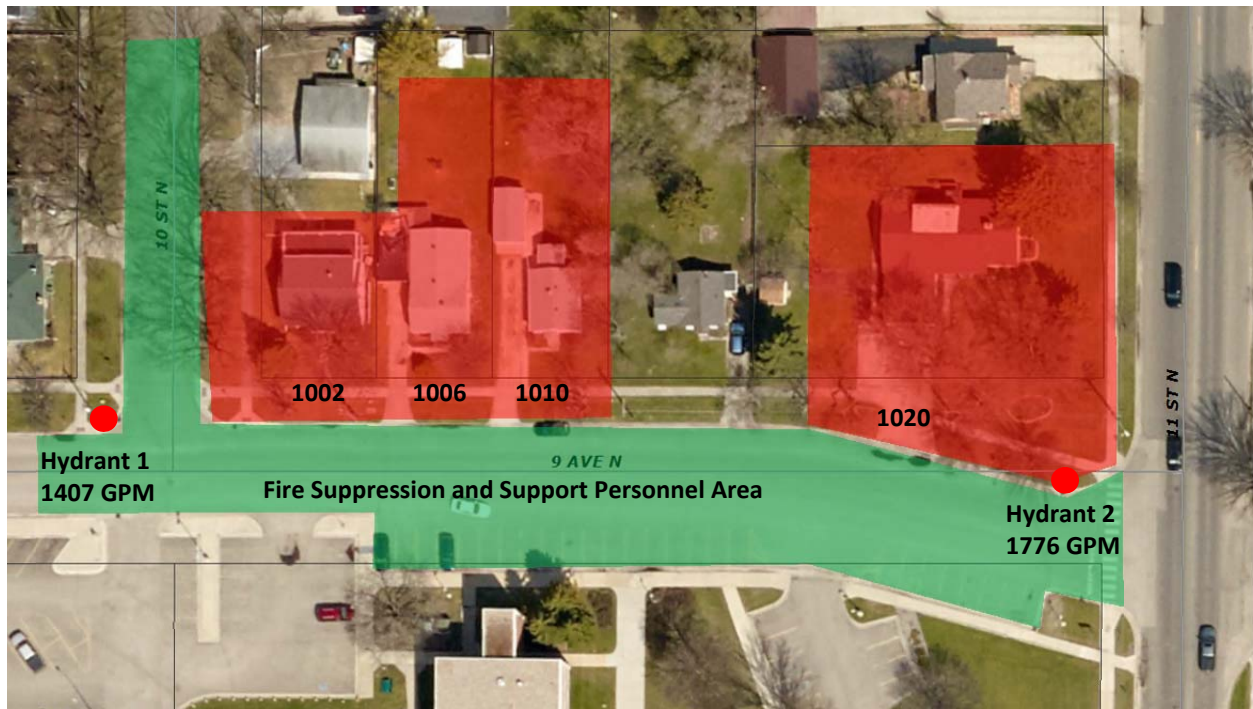 10 ST N
1002
1006
1010
1020
11 ST N
Hydrant 1
1407 GPM
9 AVE N
Fire Suppression and Support Personnel Area
Hydrant 2
1776 GPM